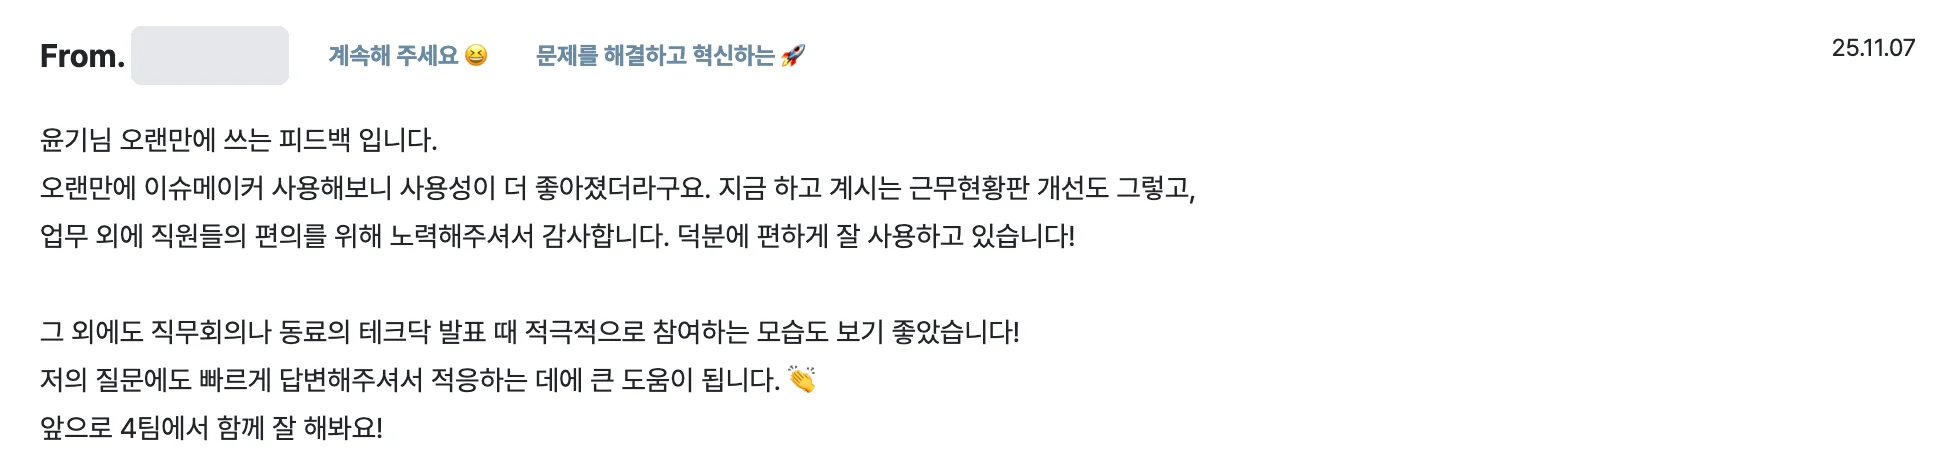 From. 계속해 주세요 😆 문제를 해결하고 혁신하는 🚀 25.11.07
윤기님 오랜만에 쓰는 피드백 입니다.
오랜만에 이슈메이커 사용해보니 사용성이 더 좋아졌더라구요. 지금 하고 계시는 근무현황판 개선도 그렇고,
업무 외에 직원들의 편의를 위해 노력해주셔서 감사합니다. 덕분에 편하게 잘 사용하고 있습니다!
그 외에도 직무회의나 동료의 테크닥 발표 때 적극적으로 참여하는 모습도 보기 좋았습니다!
저의 질문에도 빠르게 답변해주셔서 적응하는 데에 큰 도움이 됩니다. 👏
앞으로 4팀에서 함께 잘 해봐요!